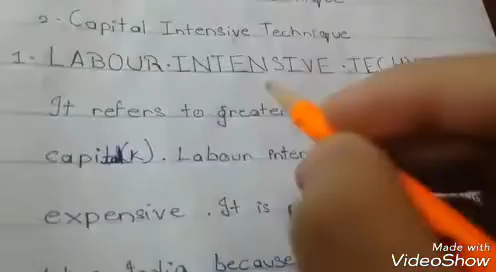 2. Capital Intensive Technique
1. LABOUR.INTENSIVE.TECH
It refers to greater
capital(K). Labour Inter
expensive. It is
India because
Made with
VideoShow